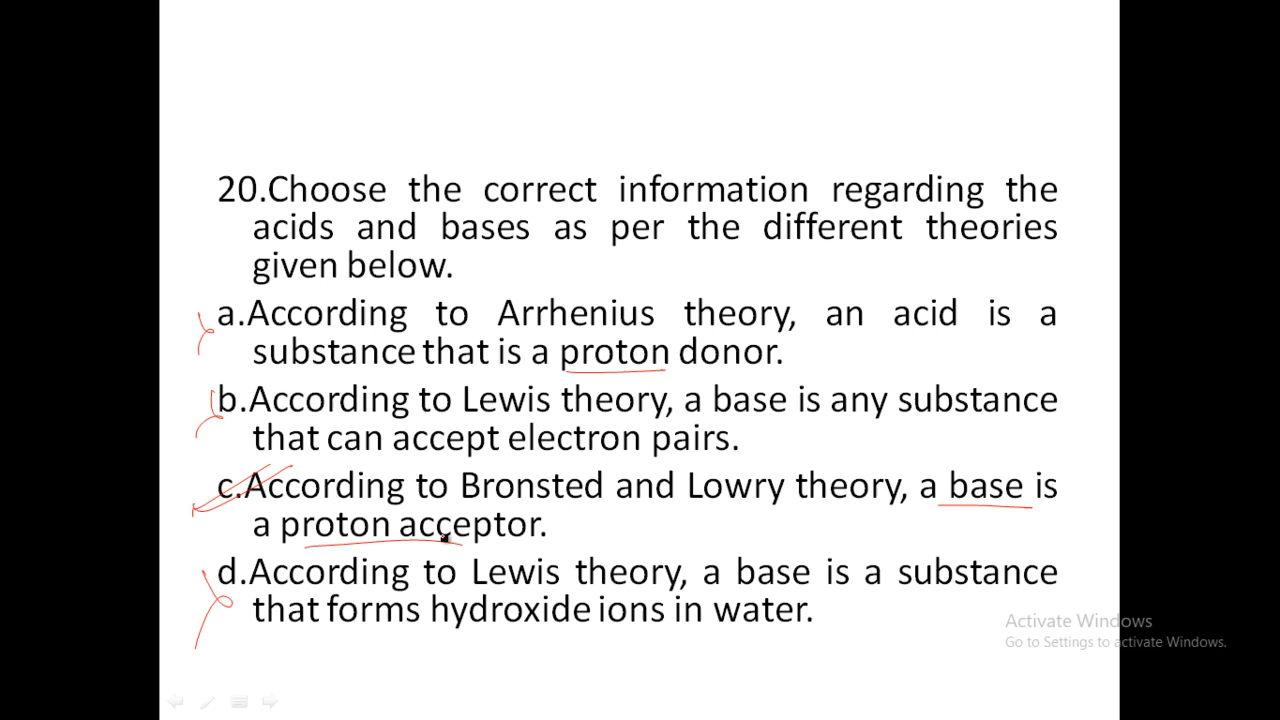 20.Choose the correct information regarding the
acids and bases as per the different theories
given below.
a.According to Arrhenius theory, an acid is a
substance that is a proton donor.
b.According to Lewis theory, a base is any substance
that can accept electron pairs.
c.According to Bronsted and Lowry theory, a base is
a proton acceptor.
d.According to Lewis theory, a base is a substance
that forms hydroxide ions in water.
Activate Windows
Go to Settings to activate Windows.